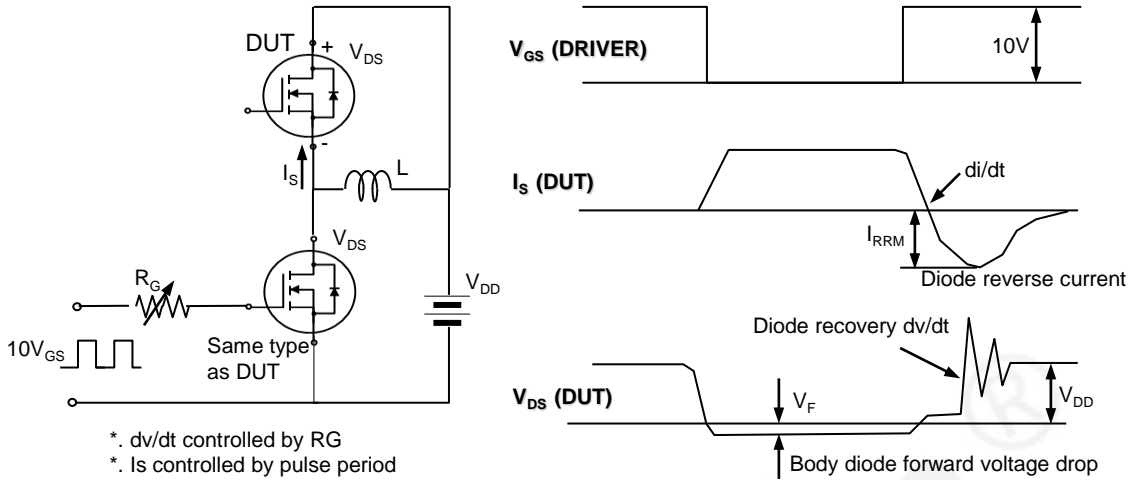 DUT
+
V_DS
-
I_S
L
V_DS
R_G
V_DD
10V_GS
Same type
as DUT
*. dv/dt controlled by RG
*. Is controlled by pulse period
V_GS (DRIVER)
10V
I_S (DUT)
di/dt
I_RRM
Diode reverse current
Diode recovery dv/dt
V_DS (DUT)
V_F
V_DD
Body diode forward voltage drop
®